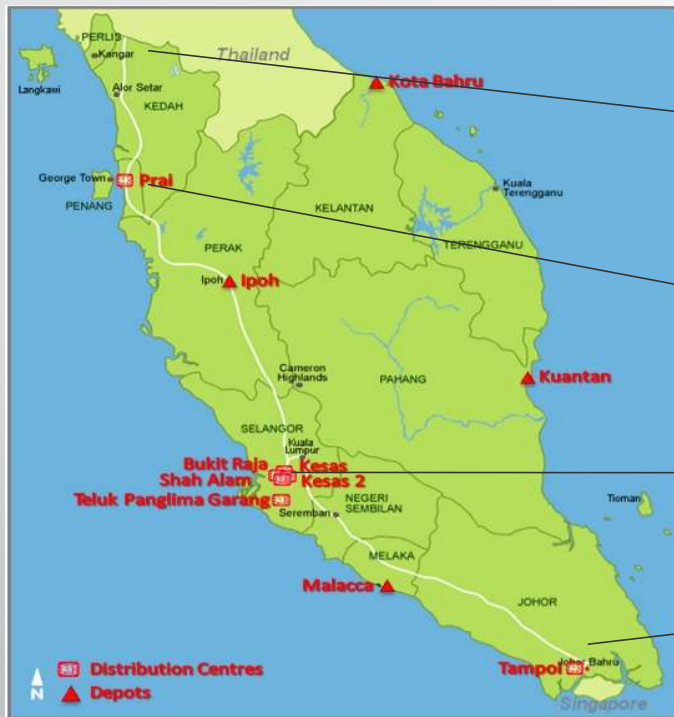 PERLIS
Kangar
Thailand
Langkawi
Alor Setar
Kota Bahru
KEDAH
George Town
Prai
PENANG
Kuala
Terengganu
KELANTAN
PERAK
TERENGGANU
Ipoh
Ipoh
Cameron
Highlands
PAHANG
Kuantan
SELANGOR
Kuala
Lumpur
Bukit Raja
Kesas
Shah Alam
Kesas 2
Teluk Panglima Garang
NEGERI
SEMBILAN
Seremban
Tioman
MELAKA
Malacca
JOHOR
Distribution Centres
Tampoi
Johor Bahru
N
Depots
Singapore